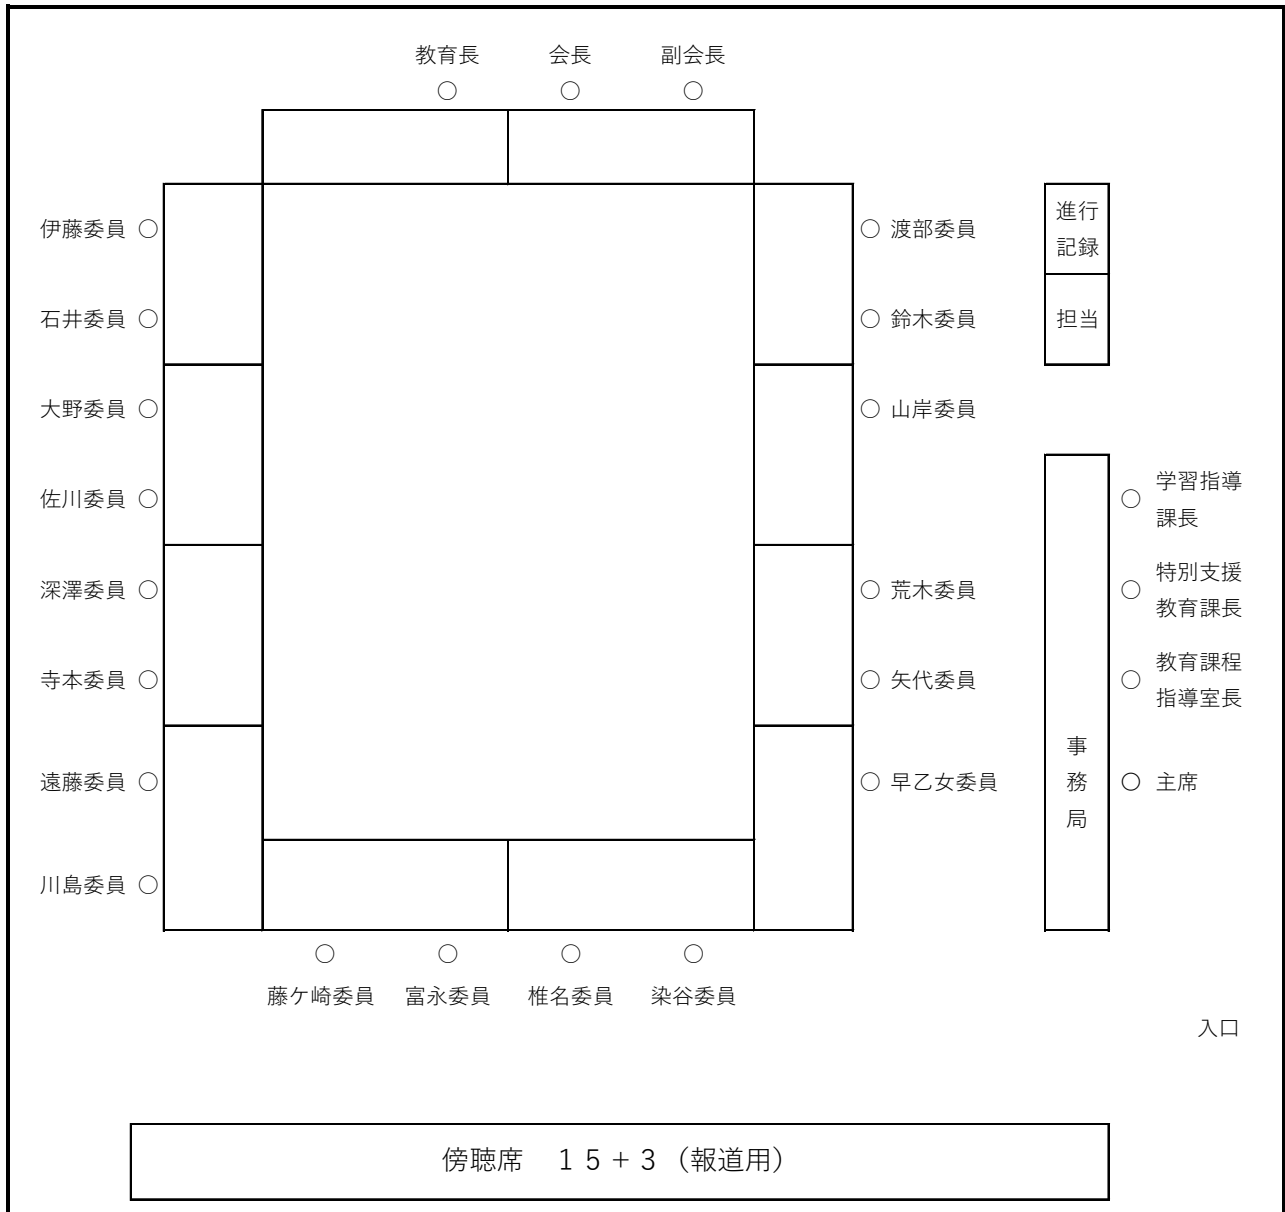 教育長 会長 副会長
○ ○ ○
伊藤委員 ○
○ 渡部委員
進行
記録
石井委員 ○
○ 鈴木委員
担当
大野委員 ○
○ 山岸委員
佐川委員 ○
○ 学習指導
課長
深澤委員 ○
○ 荒木委員
○ 特別支援
教育課長
寺本委員 ○
○ 矢代委員
○ 教育課程
指導室長
事
務
局
遠藤委員 ○
○ 早乙女委員
○ 主席
川島委員 ○
○ ○ ○ ○
藤ケ崎委員 富永委員 椎名委員 染谷委員
入口
傍聴席 15+3（報道用）